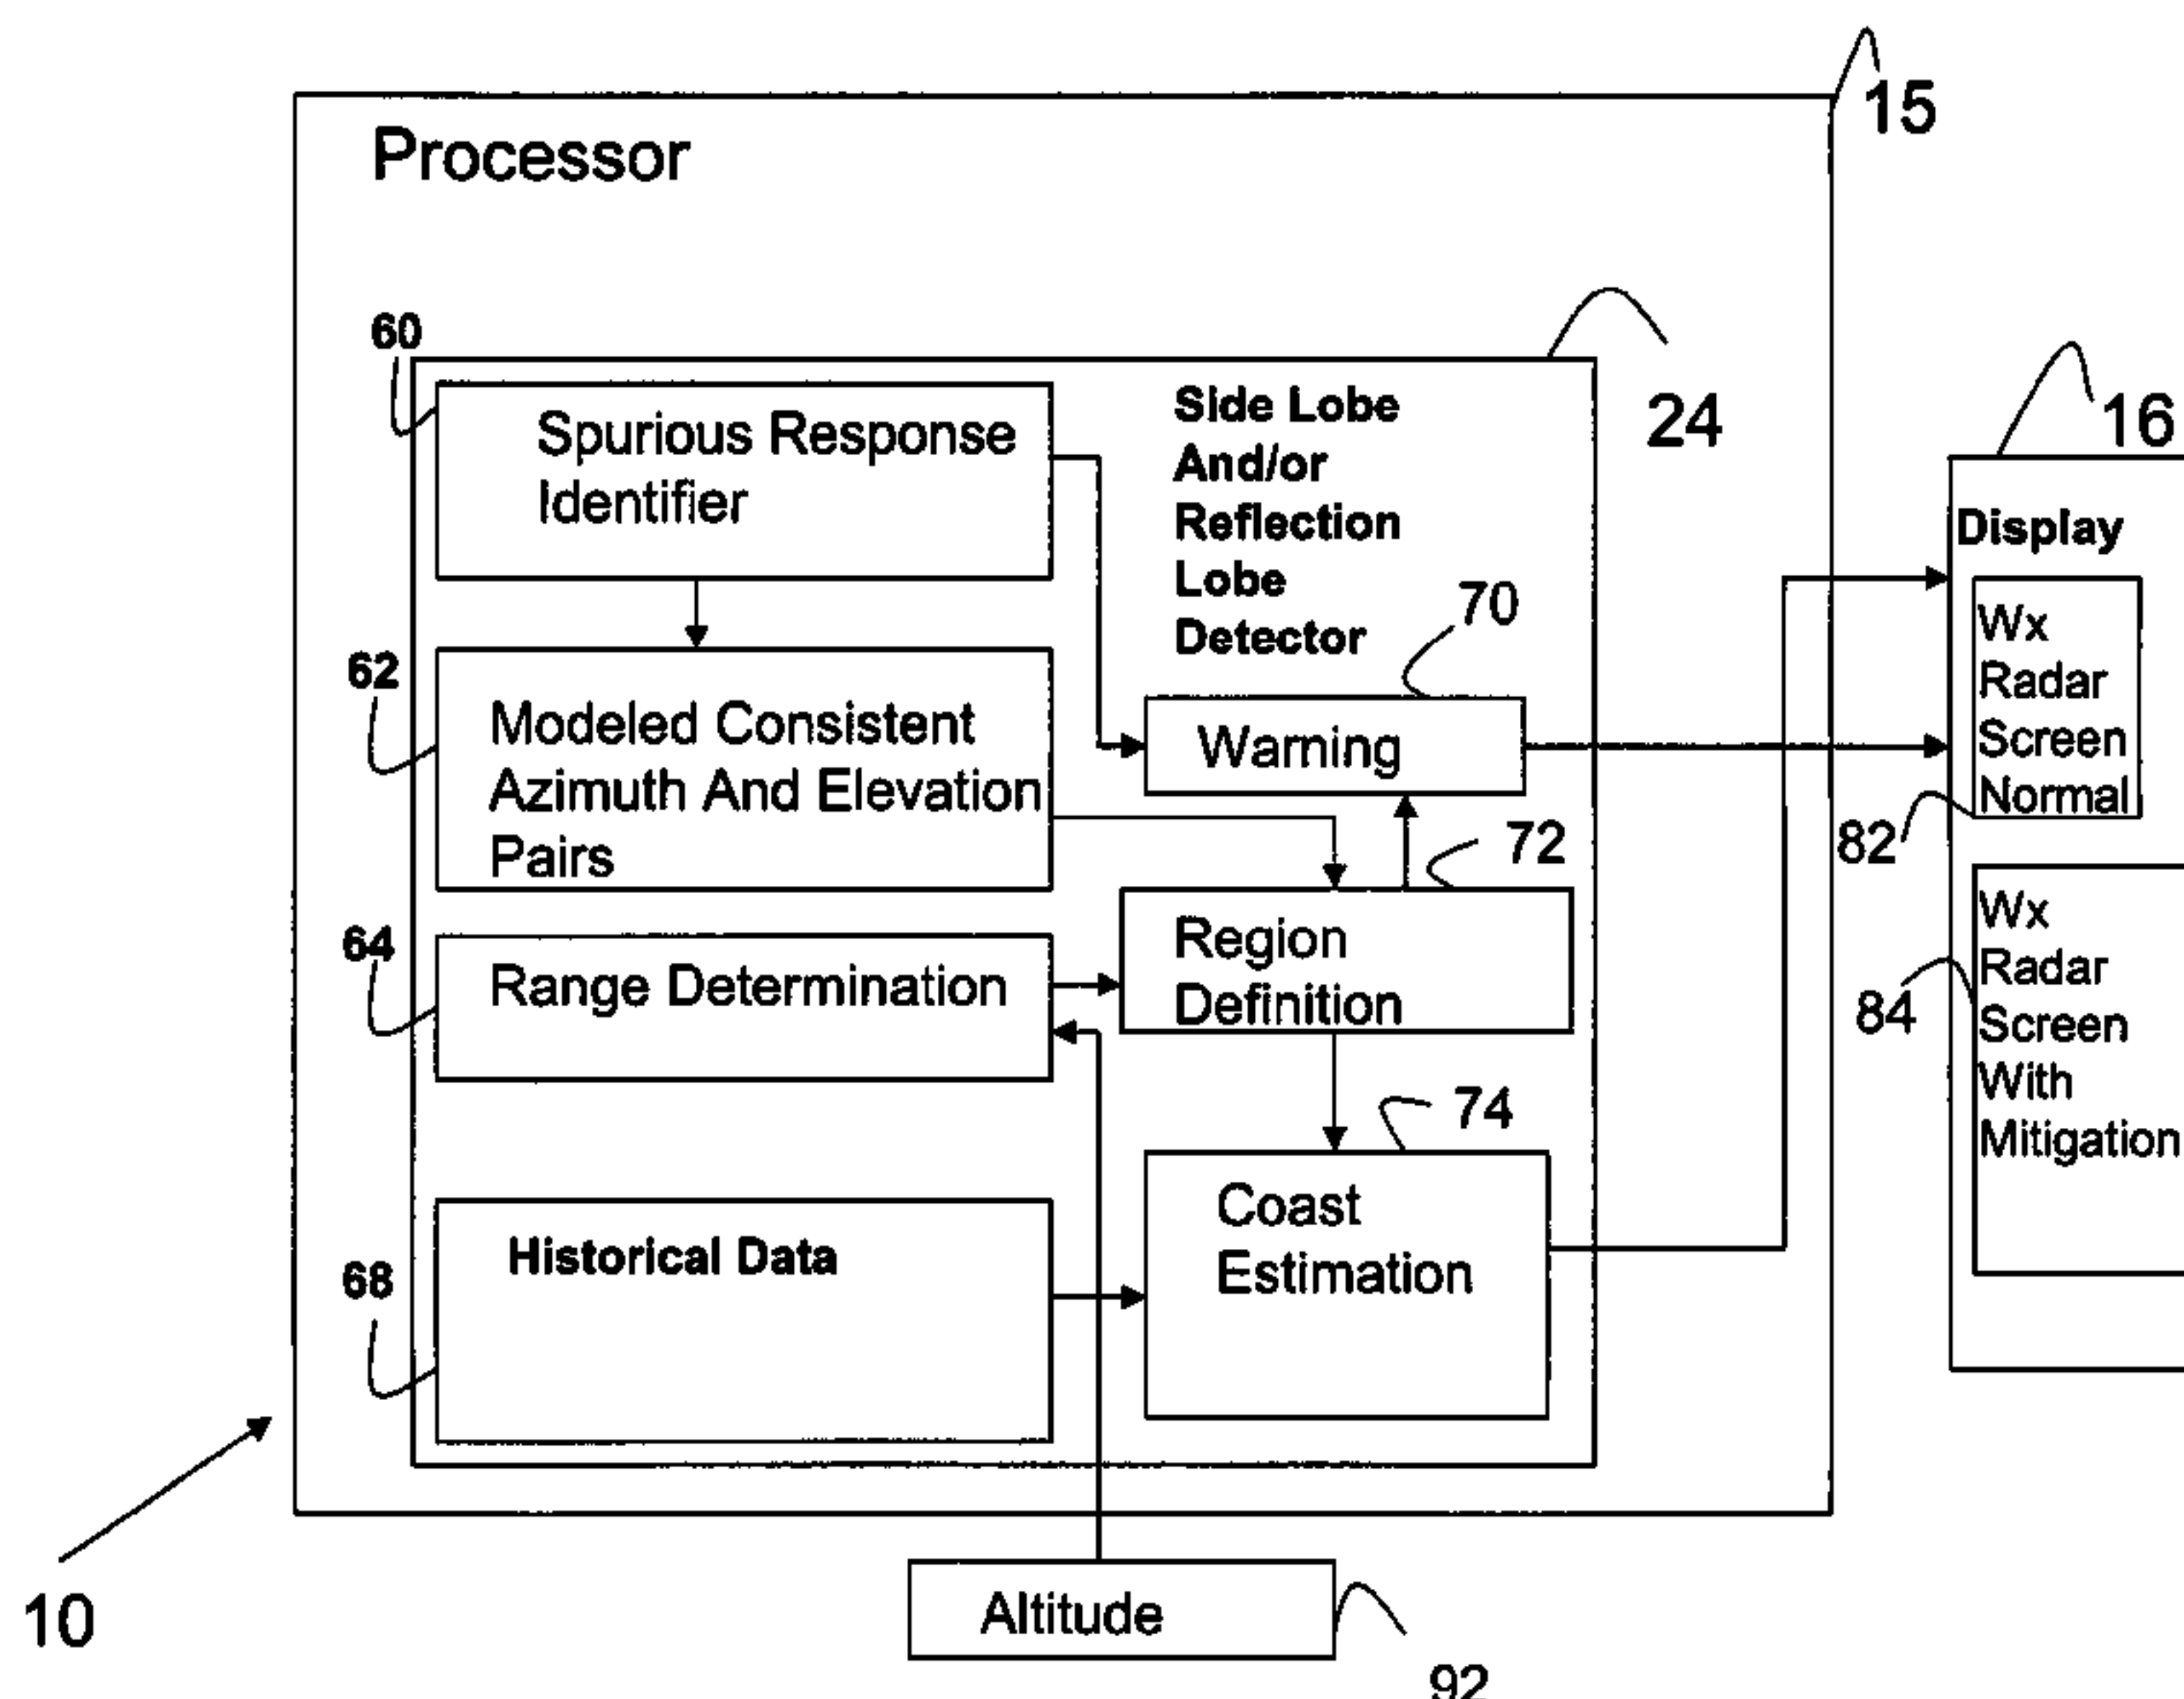 15
Processor
60
24
Spurious Response
Identifier
Side Lobe
And/or
Reflection
Lobe
Detector
16
Display
62
Modeled Consistent
Azimuth And Elevation
Pairs
70
Warning
Wx
Radar
Screen
Normal
82
64
Range Determination
72
Region
Definition
84
Wx
Radar
Screen
With
Mitigation
68
Historical Data
74
Coast
Estimation
10
Altitude
92